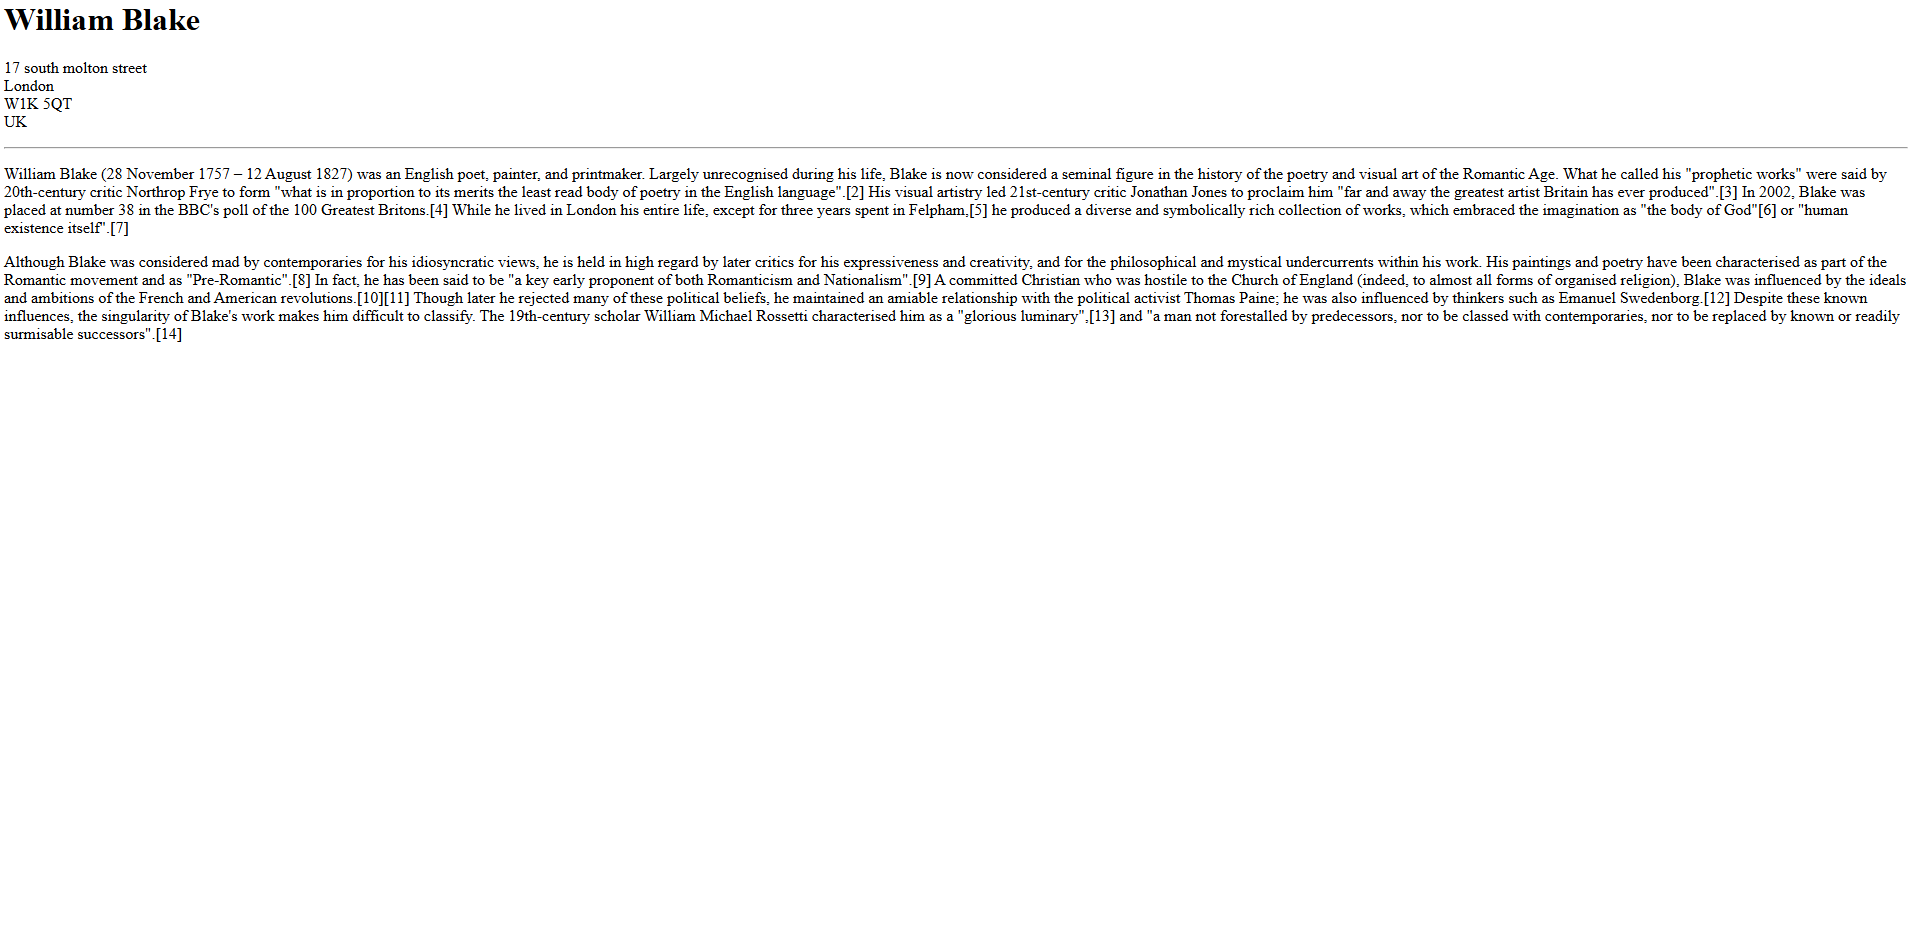 William Blake
17 south molton street
London
W1K 5QT
UK
William Blake (28 November 1757 – 12 August 1827) was an English poet, painter, and printmaker. Largely unrecognised during his life, Blake is now considered a seminal figure in the history of the poetry and visual art of the Romantic Age. What he called his "prophetic works" were said by
20th-century critic Northrop Frye to form "what is in proportion to its merits the least read body of poetry in the English language".[2] His visual artistry led 21st-century critic Jonathan Jones to proclaim him "far and away the greatest artist Britain has ever produced".[3] In 2002, Blake was
placed at number 38 in the BBC's poll of the 100 Greatest Britons.[4] While he lived in London his entire life, except for three years spent in Felpham,[5] he produced a diverse and symbolically rich collection of works, which embraced the imagination as "the body of God"[6] or "human
existence itself".[7]
Although Blake was considered mad by contemporaries for his idiosyncratic views, he is held in high regard by later critics for his expressiveness and creativity, and for the philosophical and mystical undercurrents within his work. His paintings and poetry have been characterised as part of the
Romantic movement and as "Pre-Romantic".[8] In fact, he has been said to be "a key early proponent of both Romanticism and Nationalism".[9] A committed Christian who was hostile to the Church of England (indeed, to almost all forms of organised religion), Blake was influenced by the ideals
and ambitions of the French and American revolutions.[10][11] Though later he rejected many of these political beliefs, he maintained an amiable relationship with the political activist Thomas Paine; he was also influenced by thinkers such as Emanuel Swedenborg.[12] Despite these known
influences, the singularity of Blake's work makes him difficult to classify. The 19th-century scholar William Michael Rossetti characterised him as a "glorious luminary",[13] and "a man not forestalled by predecessors, nor to be classed with contemporaries, nor to be replaced by known or readily
surmisable successors".[14]